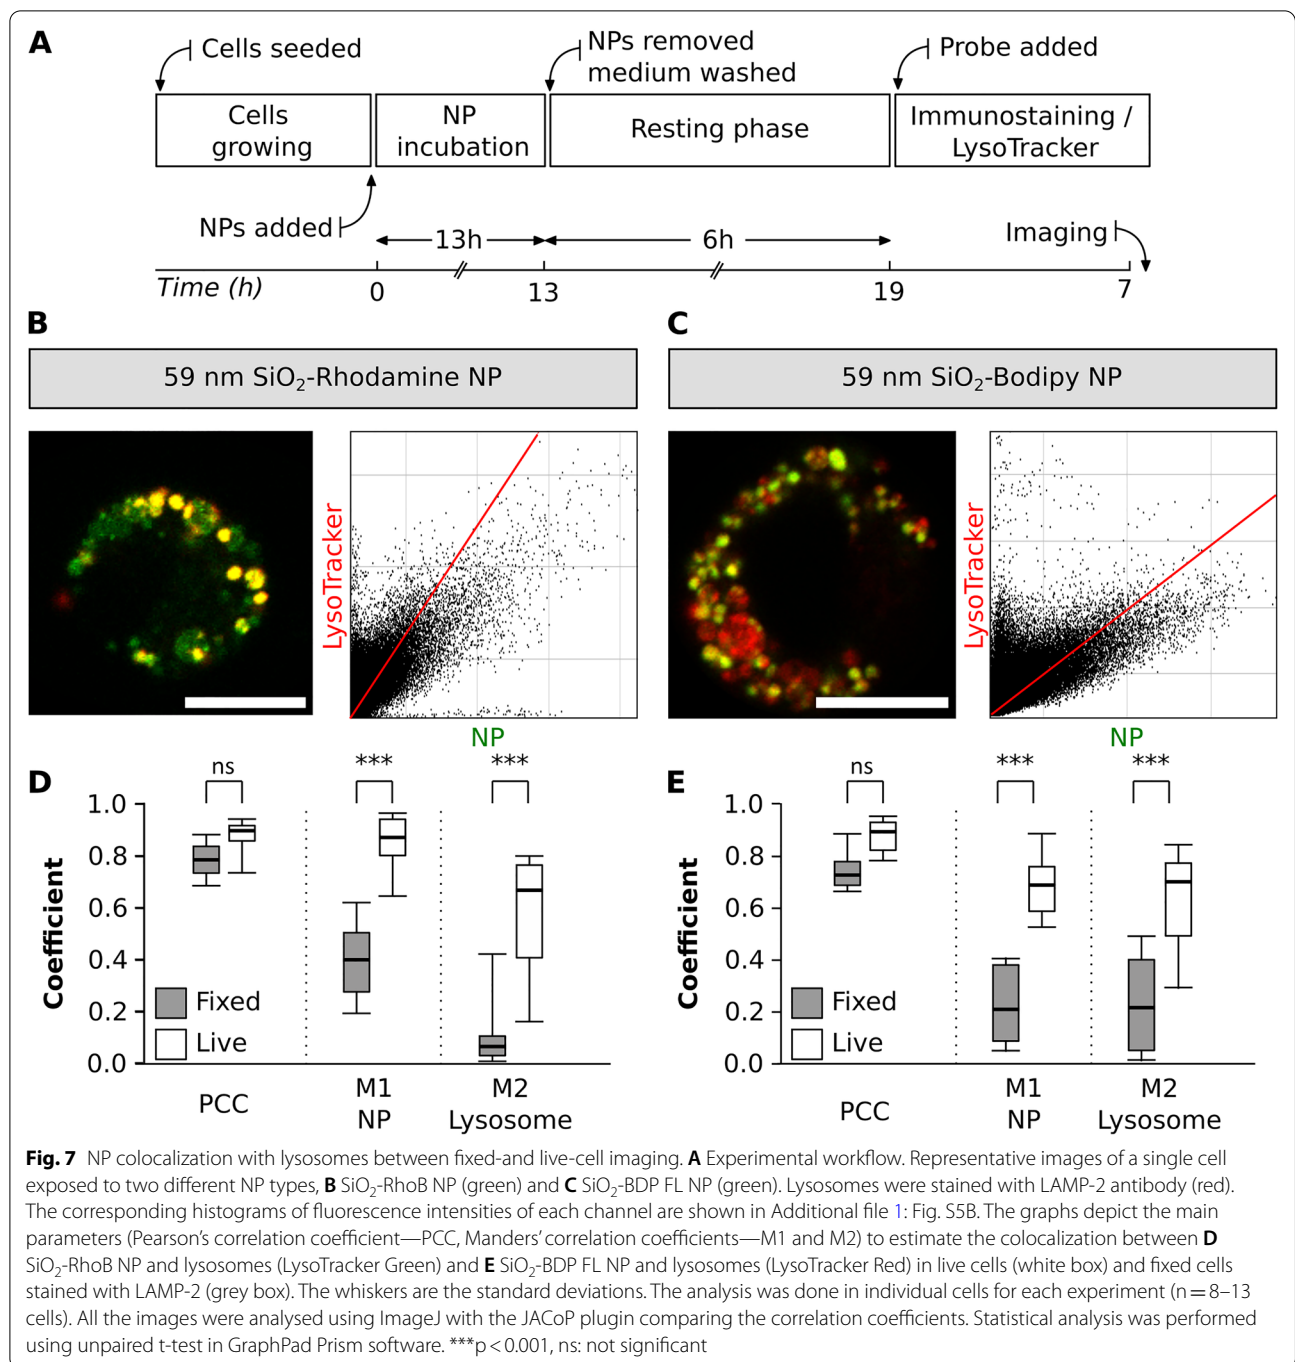 A
Cells seeded
NPs removed
medium washed
Probe added
Cells
growing
NP
incubation
Resting phase
Immunostaining /
LysoTracker
NPs added
13h
6h
Imaging
Time (h)
0
13
19
7
B
C
59 nm SiO₂-Rhodamine NP
59 nm SiO₂-Bodipy NP
LysoTracker
NP
LysoTracker
NP
D
ns
***
***
1.0
0.8
0.6
0.4
0.2
0.0
Coefficient
Fixed
Live
PCC
M1
NP
M2
Lysosome
E
ns
***
***
1.0
0.8
0.6
0.4
0.2
0.0
Coefficient
Fixed
Live
PCC
M1
NP
M2
Lysosome
Fig. 7 NP colocalization with lysosomes between fixed-and live-cell imaging. A Experimental workflow. Representative images of a single cell
exposed to two different NP types, B SiO₂-RhoB NP (green) and C SiO₂-BDP FL NP (green). Lysosomes were stained with LAMP-2 antibody (red).
The corresponding histograms of fluorescence intensities of each channel are shown in Additional file 1: Fig. S5B. The graphs depict the main
parameters (Pearson's correlation coefficient—PCC, Manders' correlation coefficients—M1 and M2) to estimate the colocalization between D
SiO₂-RhoB NP and lysosomes (LysoTracker Green) and E SiO₂-BDP FL NP and lysosomes (LysoTracker Red) in live cells (white box) and fixed cells
stained with LAMP-2 (grey box). The whiskers are the standard deviations. The analysis was done in individual cells for each experiment (n = 8–13
cells). All the images were analysed using ImageJ with the JACoP plugin comparing the correlation coefficients. Statistical analysis was performed
using unpaired t-test in GraphPad Prism software. ***p < 0.001, ns: not significant